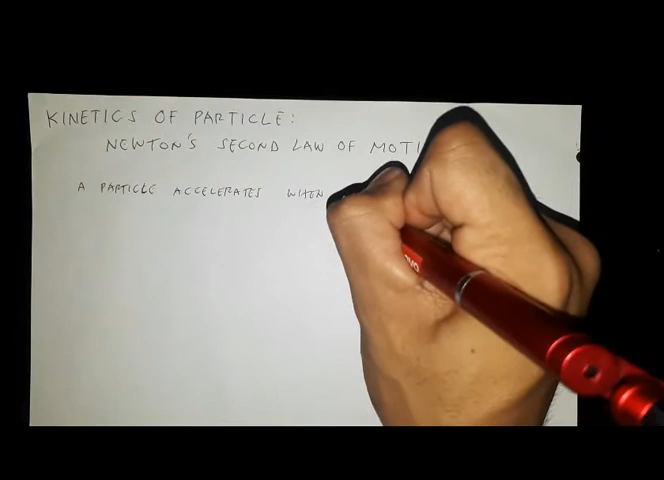 KINETICS OF PARTICLE:
NEWTON'S SECOND LAW OF MOTI
A PARTICLE ACCELERATES WHEN